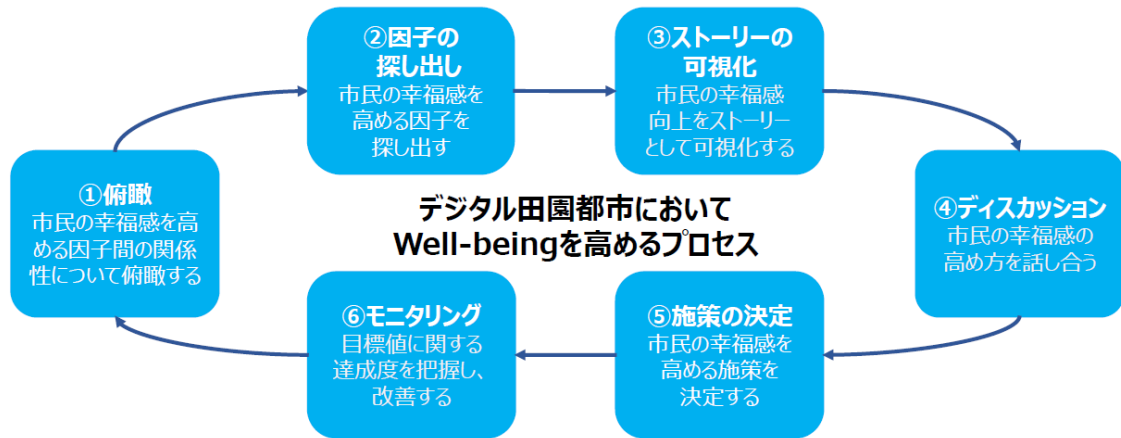 ①俯瞰
市民の幸福感を高
める因子間の関係
性について俯瞰する
②因子の
探し出し
市民の幸福感を
高める因子を
探し出す
③ストーリーの
可視化
市民の幸福感
向上をストーリー
として可視化する
デジタル田園都市において
Well-beingを高めるプロセス
④ディスカッション
市民の幸福感の
高め方を話し合う
⑤施策の決定
市民の幸福感を
高める施策を
決定する
⑥モニタリング
目標値に関する
達成度を把握し、
改善する